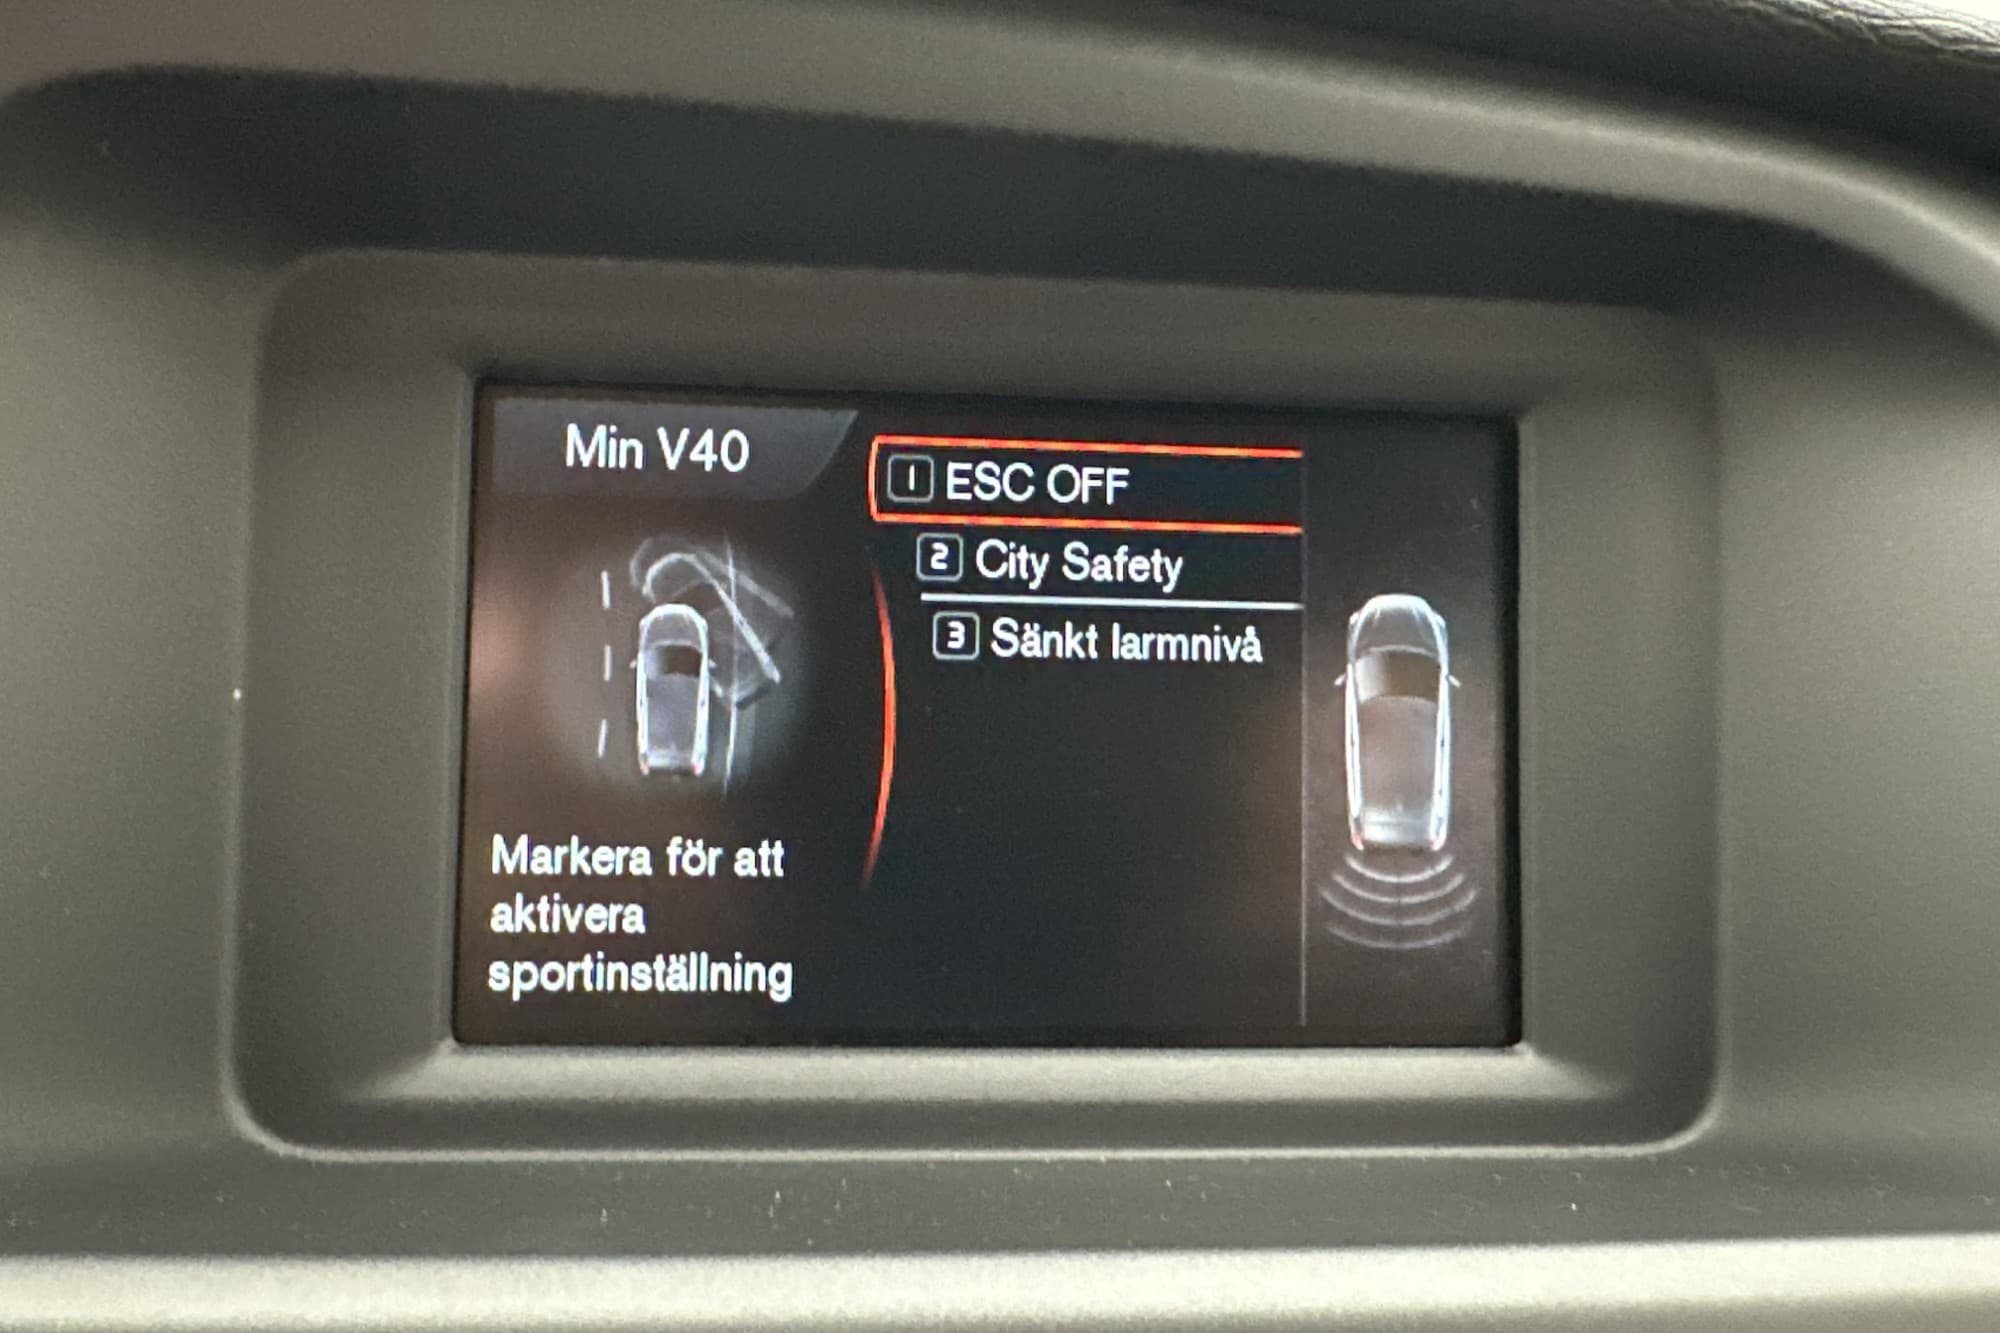 Min V40
1 ESC OFF
2 City Safety
3 Sänkt larmnivå
Markera för att
aktivera
sportinställning